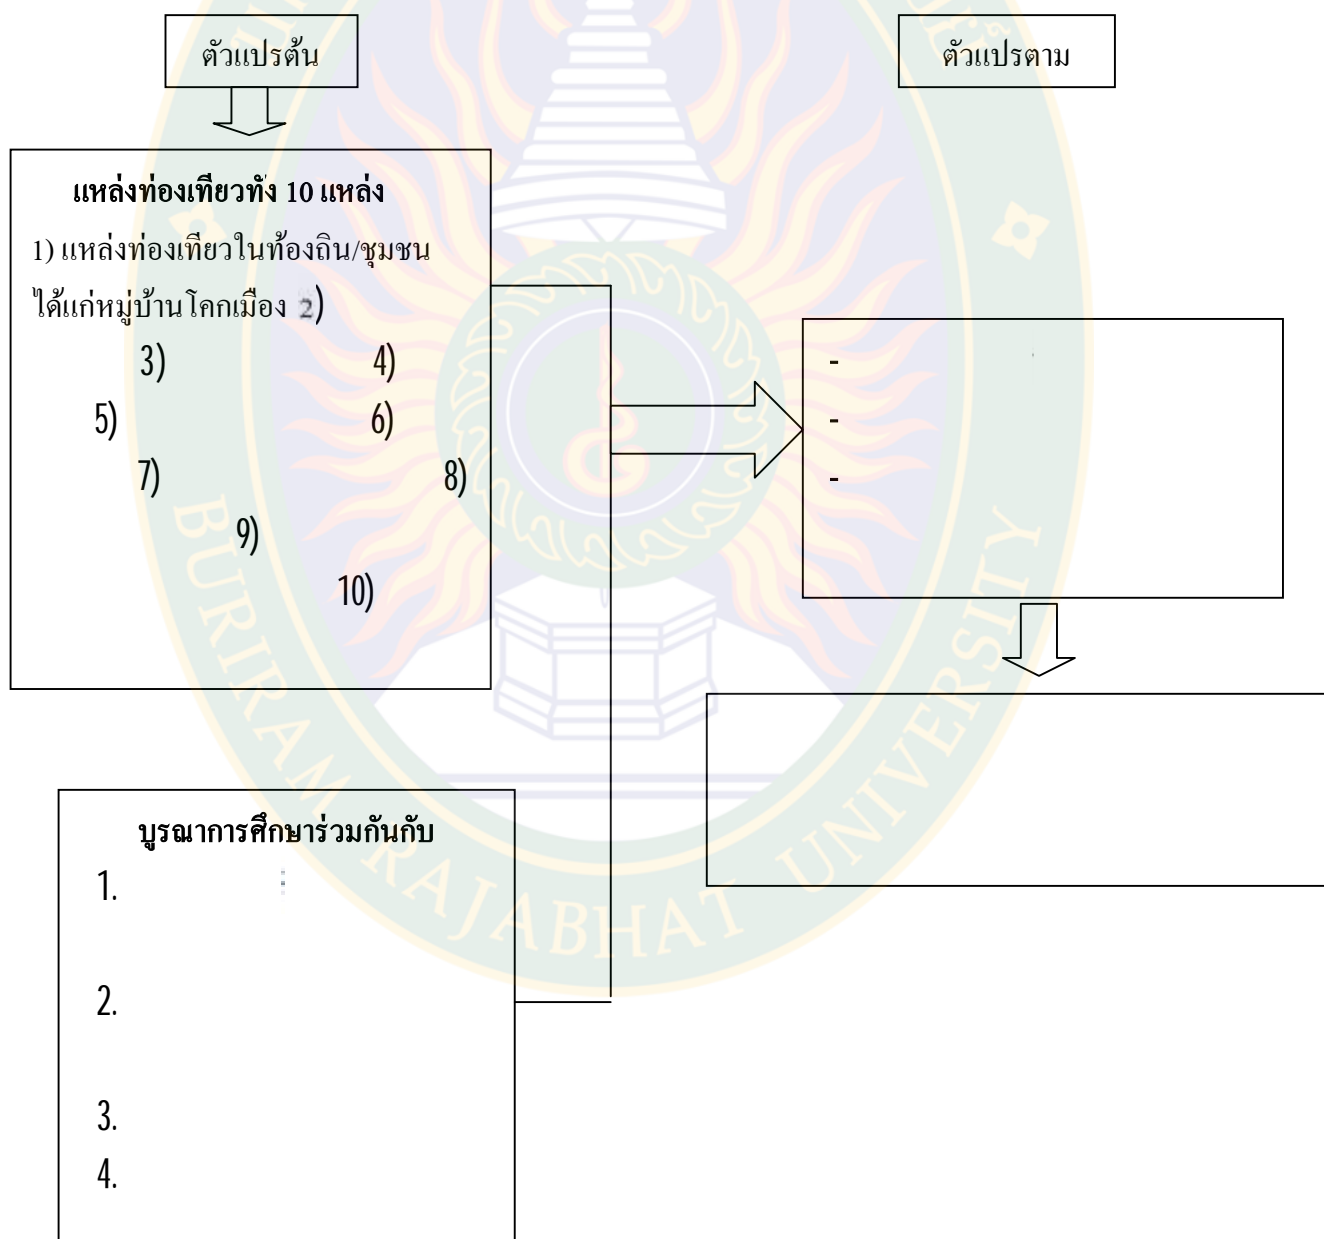 ตัวแปรต้น
ตัวแปรตาม
แหล่งท่องเทียวทัง 10 แหล่ง
1) แหล่งท่องเทียวในท้องถิน/ชุมชน
ได้แก่หมู่บ้านโคกเมือง 2)
3) 4)
5) 6)
7) 8)
9)
10)
-
-
-
บูรณาการศึกษาร่วมกันกับ
1.
2.
3.
4.
BURIRAM RAJABHAT UNIVERSITY